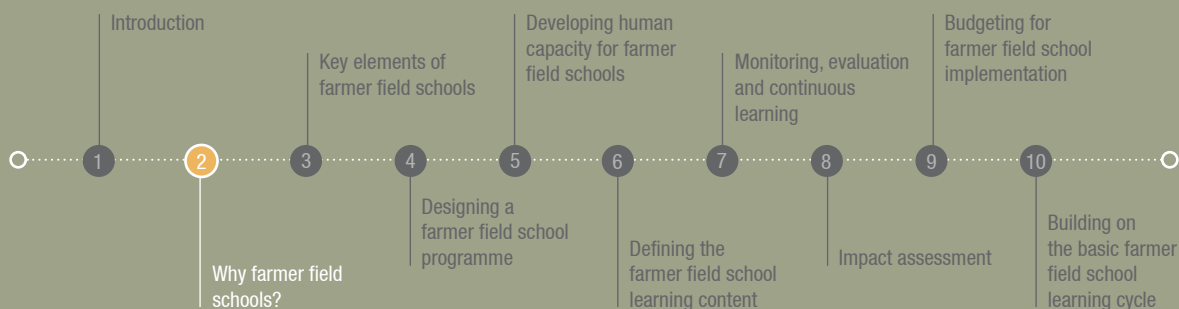 Introduction
Key elements of
farmer field schools
Developing human
capacity for farmer
field schools
Monitoring, evaluation
and continuous
learning
Budgeting for
farmer field school
implementation
1
2
3
4
5
6
7
8
9
10
Why farmer field
schools?
Designing a
farmer field school
programme
Defining the
farmer field school
learning content
Impact assessment
Building on
the basic farmer
field school
learning cycle